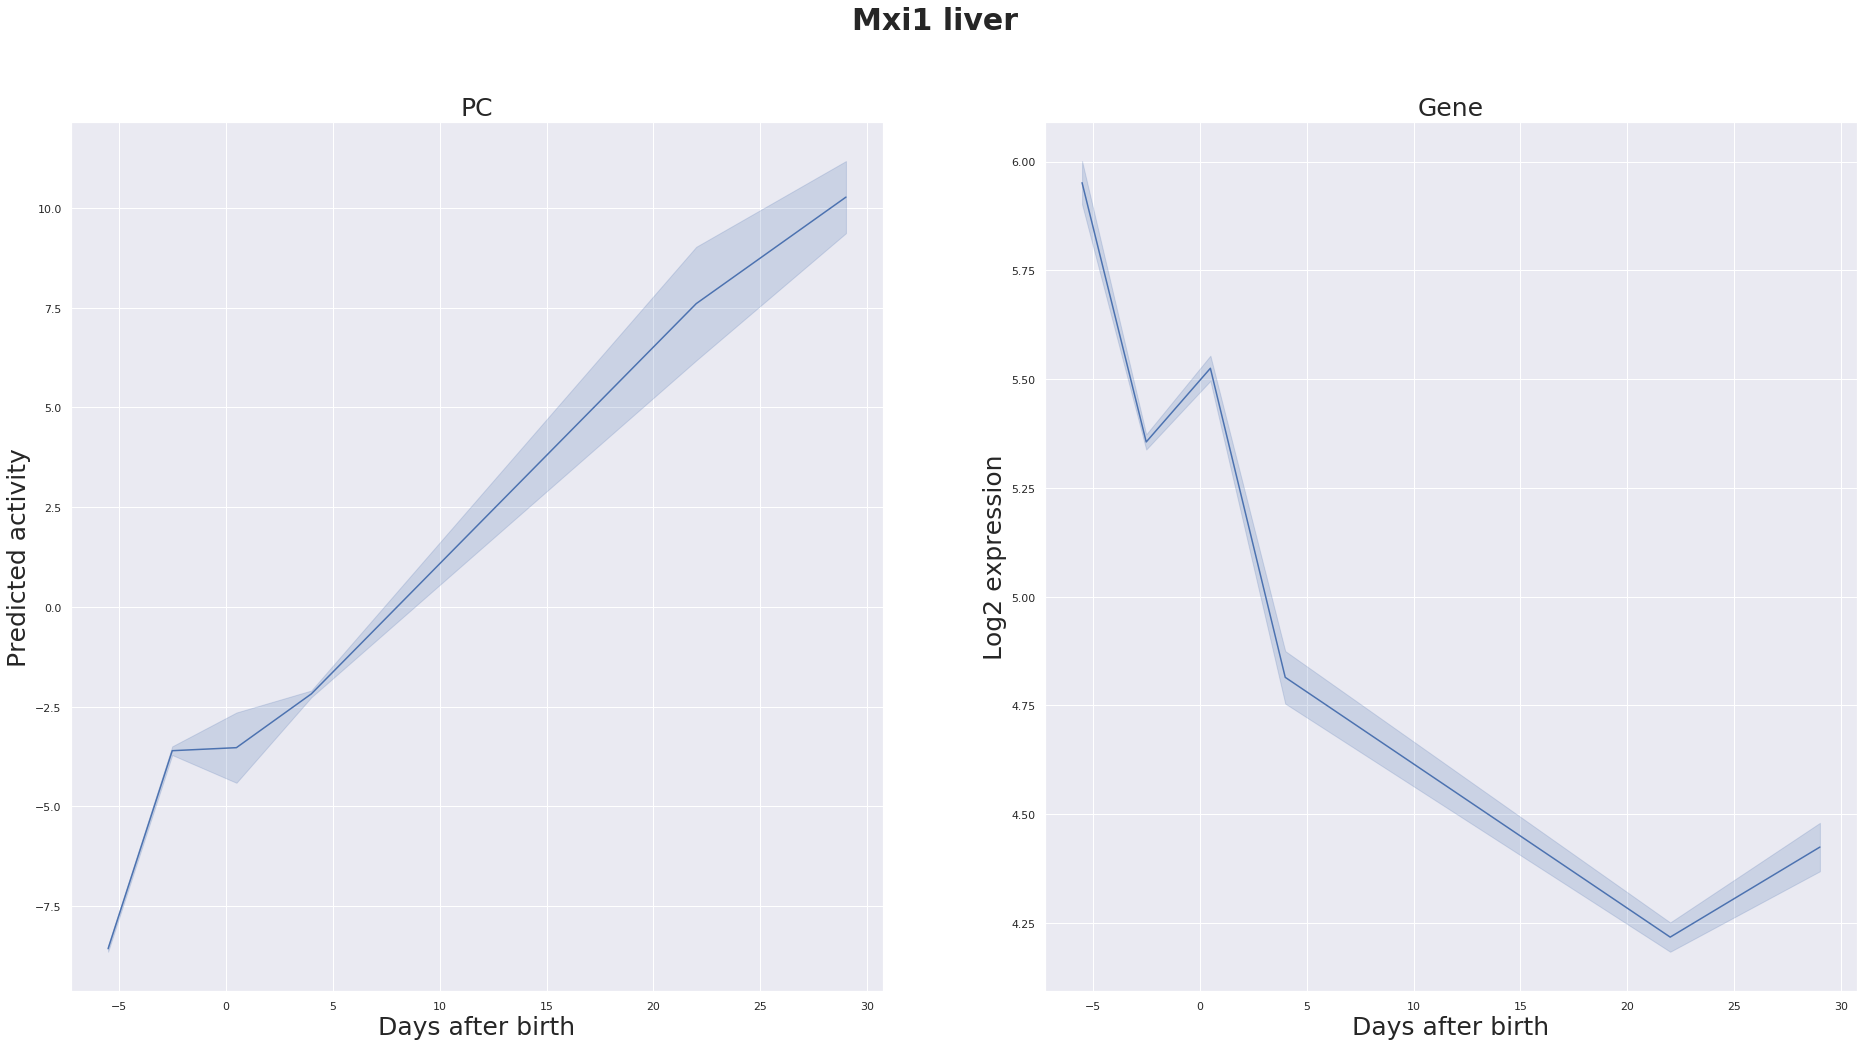 Mxi1 liver
PC
Predicted activity
10.0
7.5
5.0
2.5
0.0
−2.5
−5.0
−7.5
−5 0 5 10 15 20 25 30
Days after birth
Gene
Log2 expression
6.00
5.75
5.50
5.25
5.00
4.75
4.50
4.25
−5 0 5 10 15 20 25 30
Days after birth